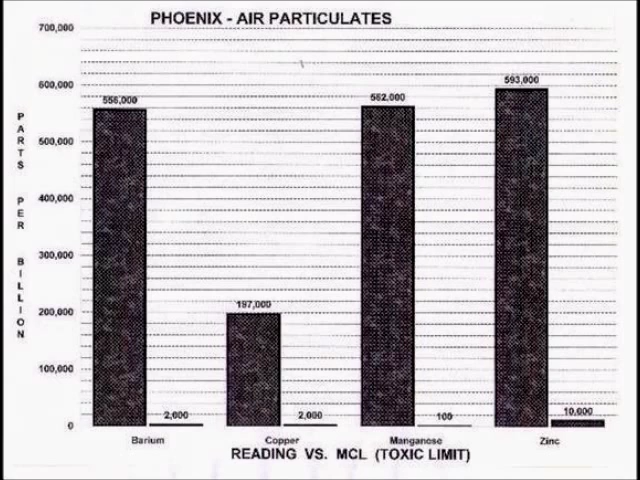 PHOENIX - AIR PARTICULATES
PARTS PER BILLION
700,000
600,000
500,000
400,000
300,000
200,000
100,000
0
556,000
2,000
197,000
2,000
562,000
100
593,000
10,000
Barium
Copper
Manganese
Zinc
READING VS. MCL (TOXIC LIMIT)